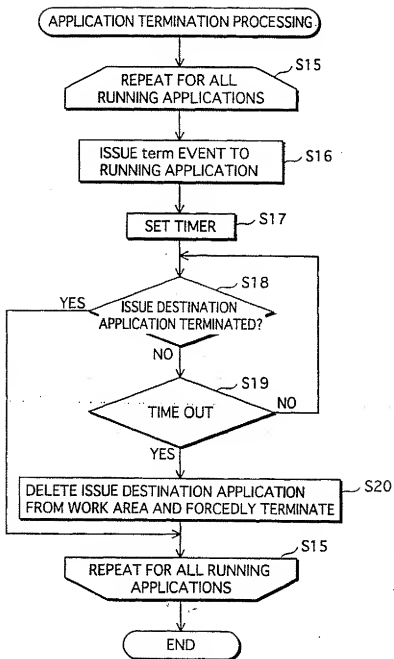 APPLICATION TERMINATION PROCESSING
S15
REPEAT FOR ALL
RUNNING APPLICATIONS
ISSUE term EVENT TO
RUNNING APPLICATION
S16
SET TIMER
S17
S18
YES
ISSUE DESTINATION
APPLICATION TERMINATED?
NO
S19
TIME OUT
NO
YES
DELETE ISSUE DESTINATION APPLICATION
FROM WORK AREA AND FORCEDLY TERMINATE
S20
S15
REPEAT FOR ALL RUNNING
APPLICATIONS
END